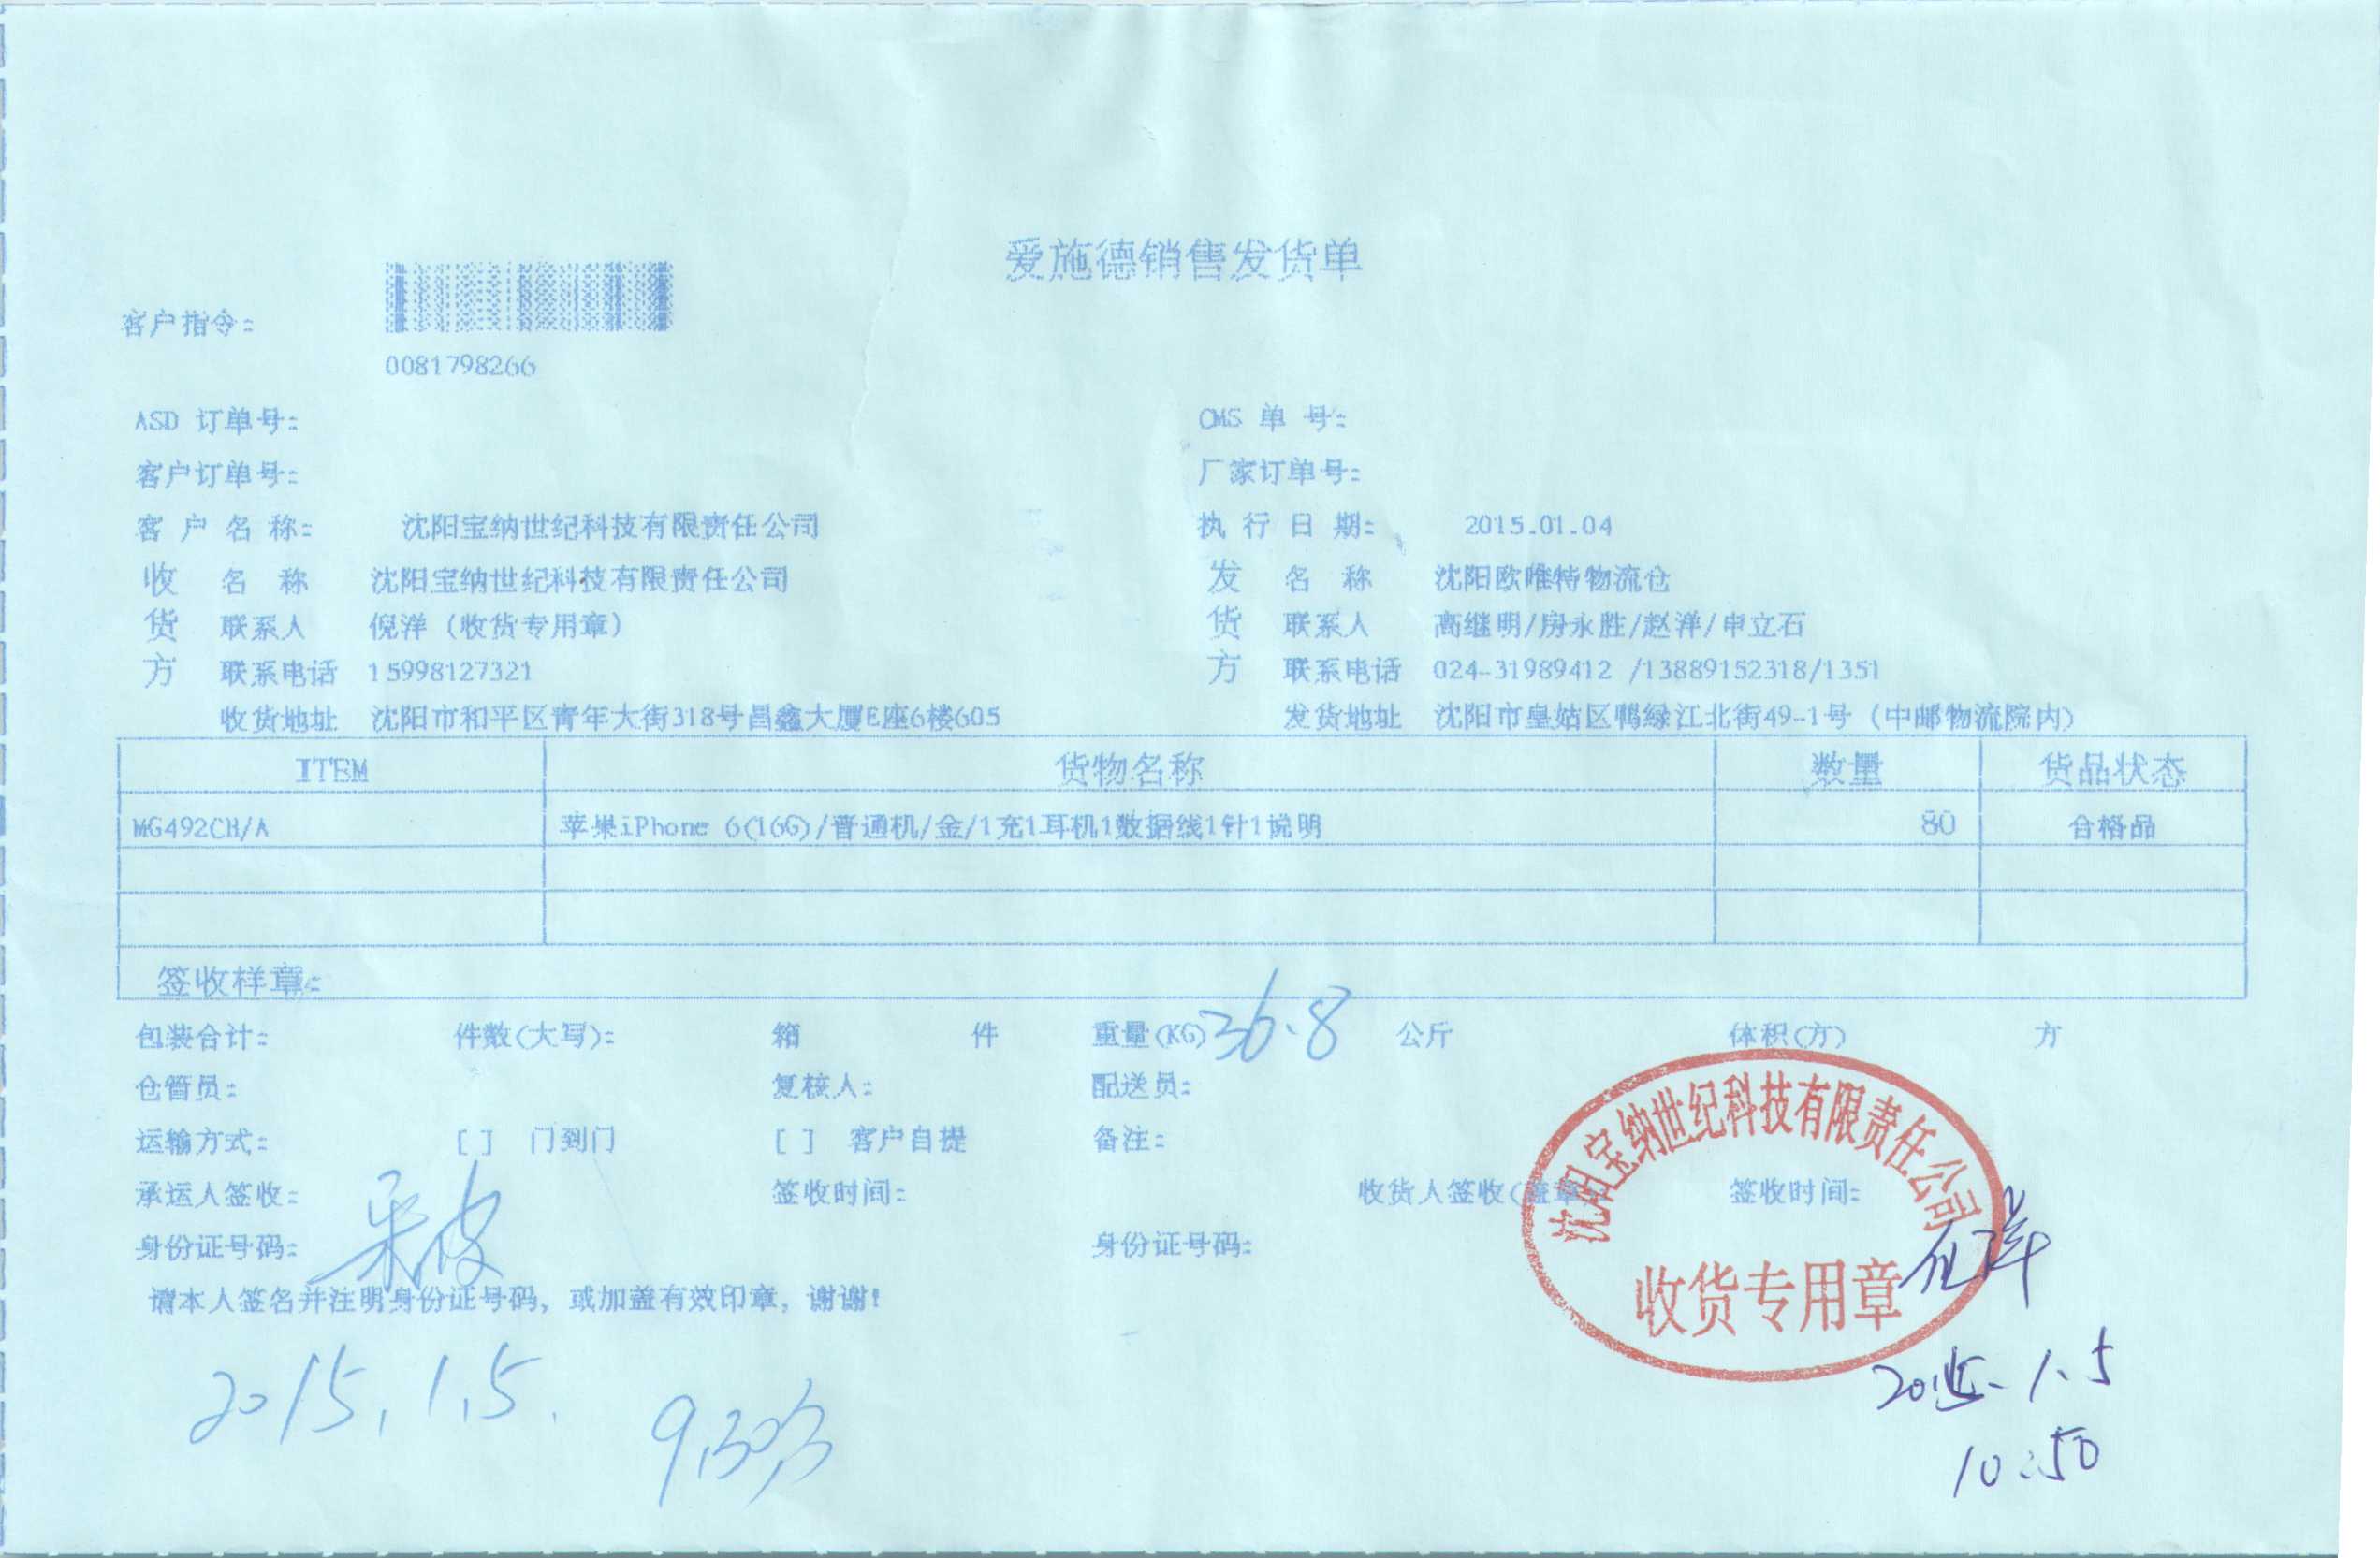 爱施德销售发货单
客户指令:
0081798266
ASD 订单号: CMS 单 号:
客户订单号: 厂家订单号:
客 户 名 称: 沈阳宝纳世纪科技有限责任公司 执 行 日 期: 2015.01.04
收 名 称 沈阳宝纳世纪科技有限责任公司 发 名 称 沈阳欧唯特物流仓
货 联系人 倪洋（收货专用章） 货 联系人 高继明/房永胜/赵洋/申立石
方 联系电话 15998127321 方 联系电话 024-31989412 /13889152318/1351
收货地址 沈阳市和平区青年大街318号昌鑫大厦E座6楼605 发货地址 沈阳市皇姑区鸭绿江北街49-1号（中邮物流院内）
ITEM 货物名称 数量 货品状态
MG492CH/A 苹果iPhone 6(16G)/普通机/金/1充1耳机1数据线1针1说明 80 合格品
签收样章:
包装合计: 件数(大写): 箱 件 重量(KG) 36.8 公斤 体积(方) 方
仓管员: 复核人: 配送员:
运输方式: [ ] 门到门 [ ] 客户自提 备注:
承运人签收: 签收时间: 收货人签收(盖章 签收时间:
身份证号码: 身份证号码:
请本人签名并注明身份证号码，或加盖有效印章，谢谢!
沈阳宝纳世纪科技有限责任公司
收货专用章
2015.1.5. 2015.1.5
10:50